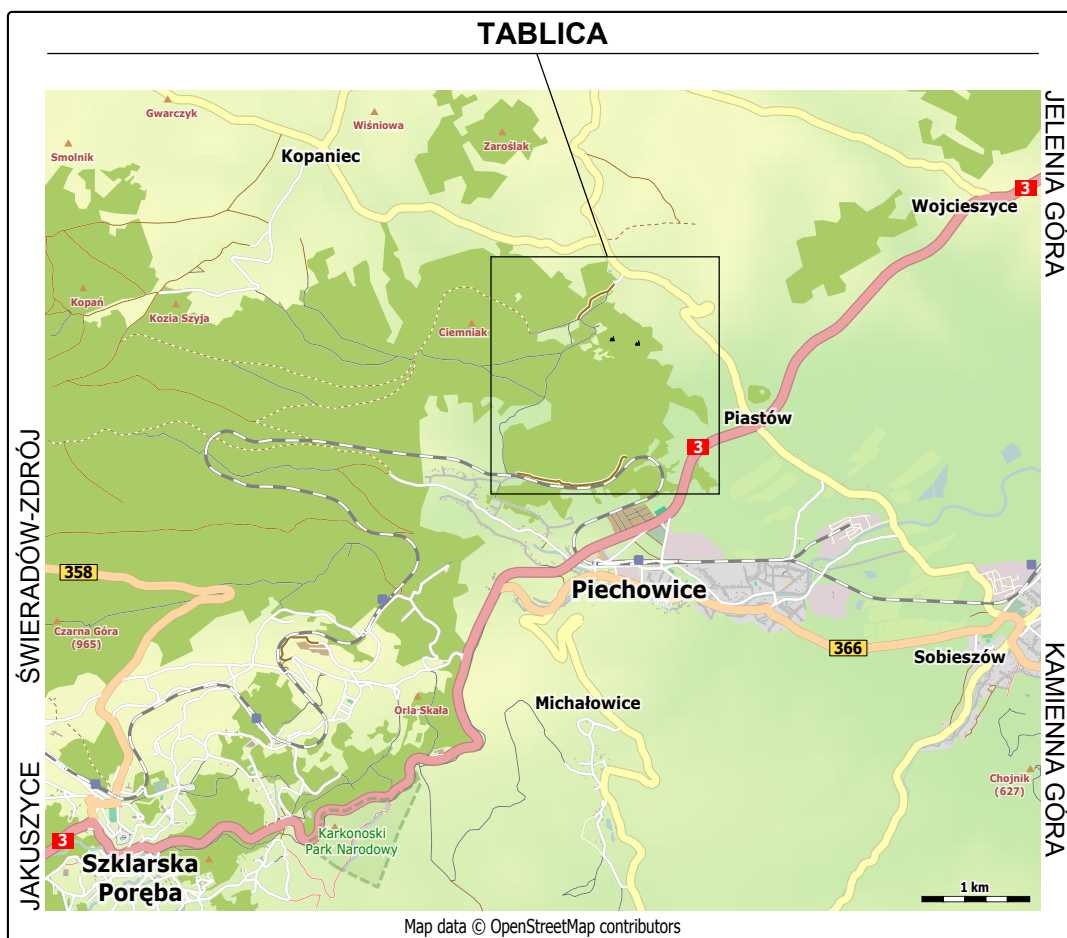 TABLICA
Gwarczyk
Wiśniowa
Smolnik
Kopaniec
Zaroślak
JELENIA GÓRA
3
Wojcieszyce
Kopań
Kozia Szyja
Ciemniak
Piastów
3
ŚWIERADÓW-ZDRÓJ
358
Piechowice
Czarna Góra
(965)
366
Sobieszów
KAMIENNA GÓRA
Orla Skała
Michałowice
Chojnik
(627)
JAKUSZYCE
3
Karkonoski
Park Narodowy
Szklarska
Poręba
1 km
Map data © OpenStreetMap contributors